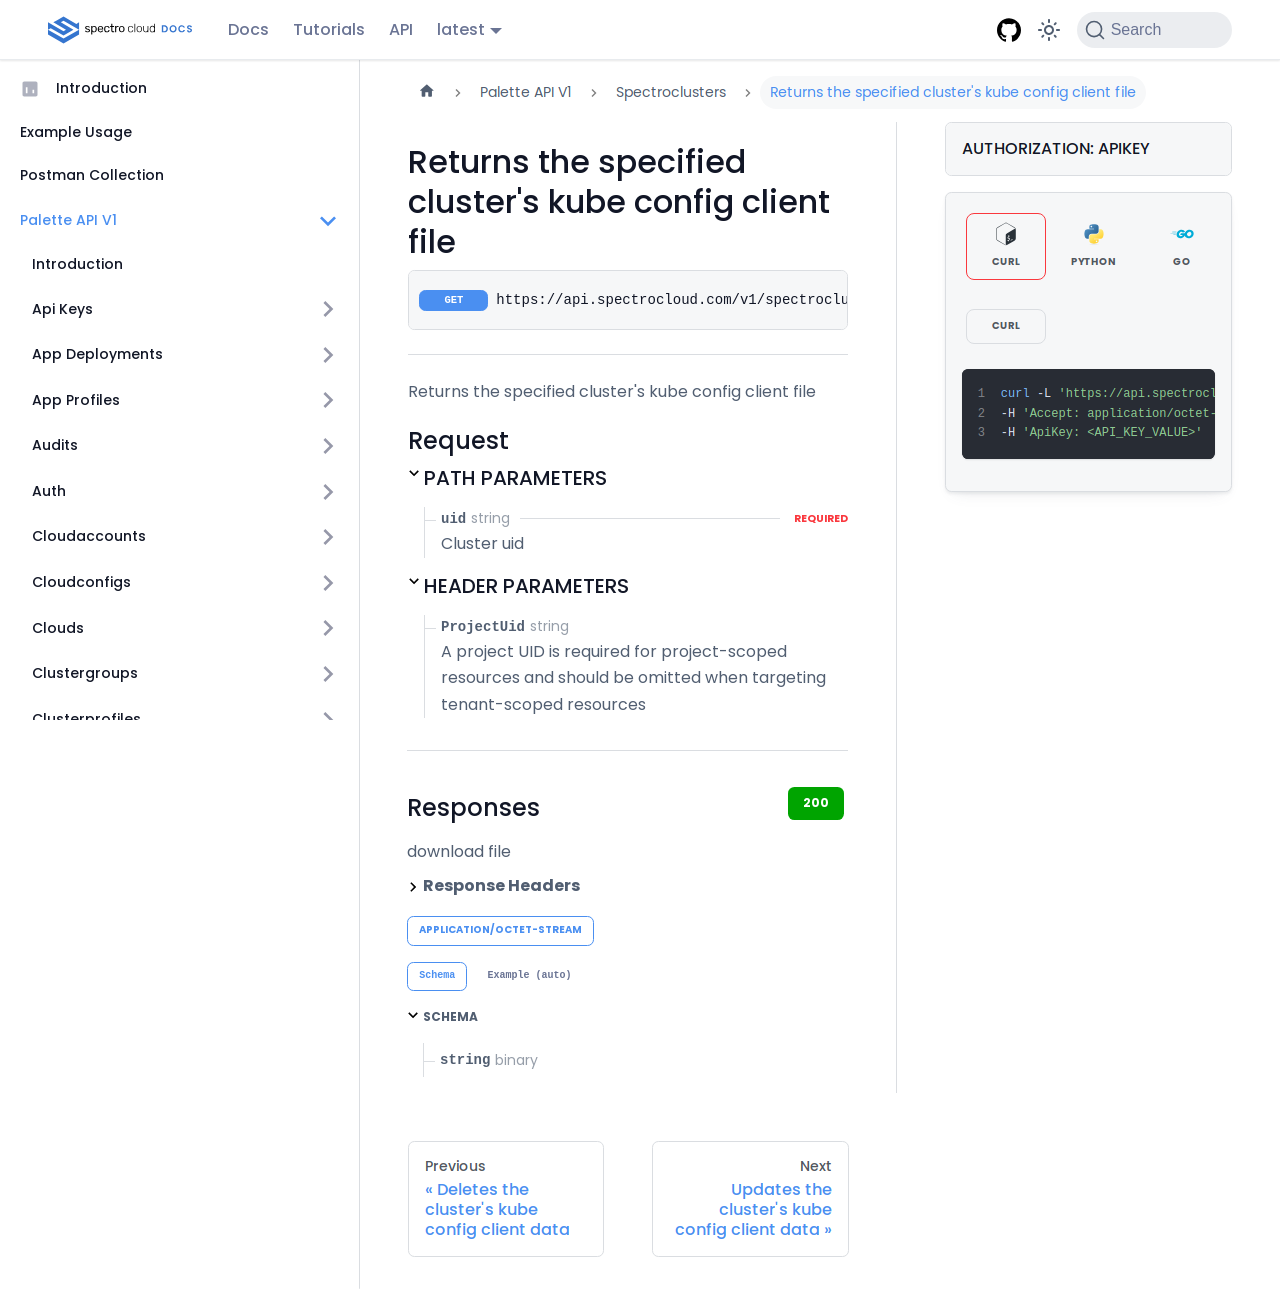 spectro cloud DOCS
Docs
Tutorials
API
latest
Search
Introduction
Example Usage
Postman Collection
Palette API V1
Introduction
Api Keys
App Deployments
App Profiles
Audits
Auth
Cloudaccounts
Cloudconfigs
Clouds
Clustergroups
Clusterprofiles
Palette API V1
Spectroclusters
Returns the specified cluster's kube config client file
Returns the specified
cluster's kube config client
file
GET https://api.spectrocloud.com/v1/spectroclu
Returns the specified cluster's kube config client file
Request
PATH PARAMETERS
uid string REQUIRED
Cluster uid
HEADER PARAMETERS
ProjectUid string
A project UID is required for project-scoped
resources and should be omitted when targeting
tenant-scoped resources
Responses
200
download file
Response Headers
APPLICATION/OCTET-STREAM
Schema
Example (auto)
SCHEMA
string binary
Previous
« Deletes the
cluster's kube
config client data
Next
Updates the
cluster's kube
config client data »
AUTHORIZATION: APIKEY
CURL
PYTHON
GO
CURL
1 curl -L 'https://api.spectrocl
2 -H 'Accept: application/octet-
3 -H 'ApiKey: <API_KEY_VALUE>'